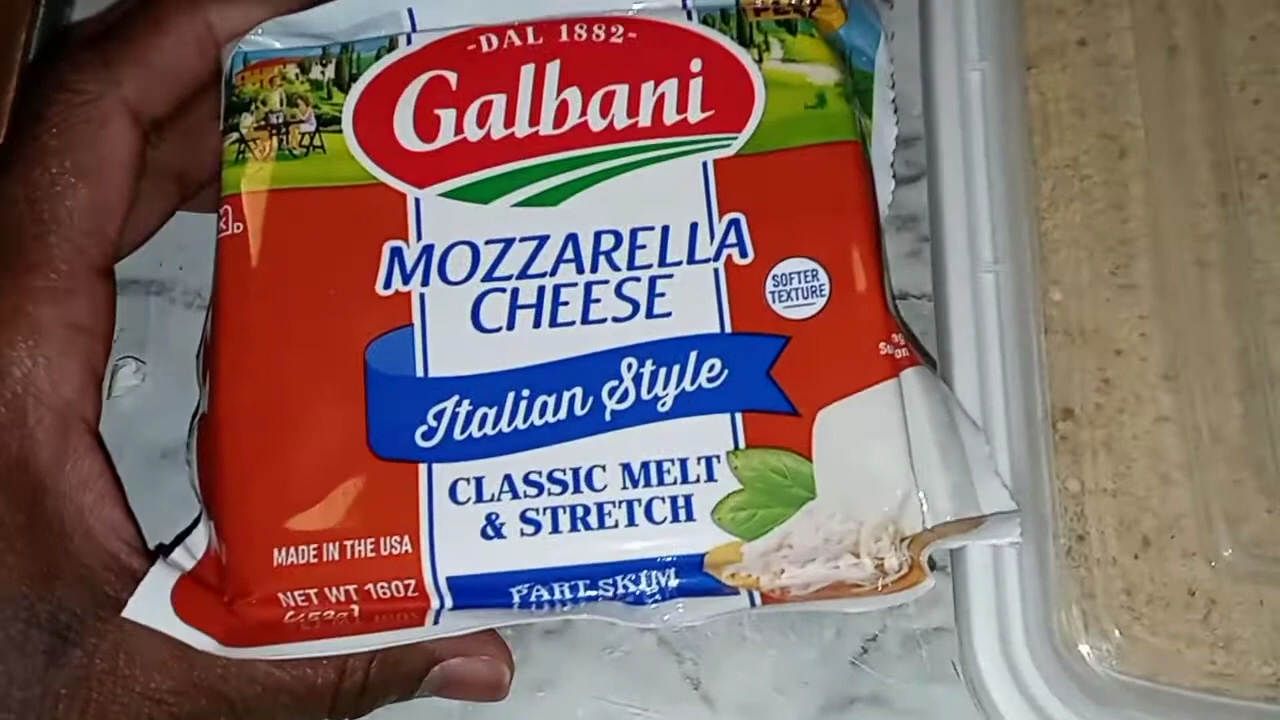 -DAL 1882-
Galbani
MOZZARELLA
CHEESE
SOFTER
TEXTURE
Italian Style
CLASSIC MELT
& STRETCH
MADE IN THE USA
NET WT 16OZ
PART SKIM